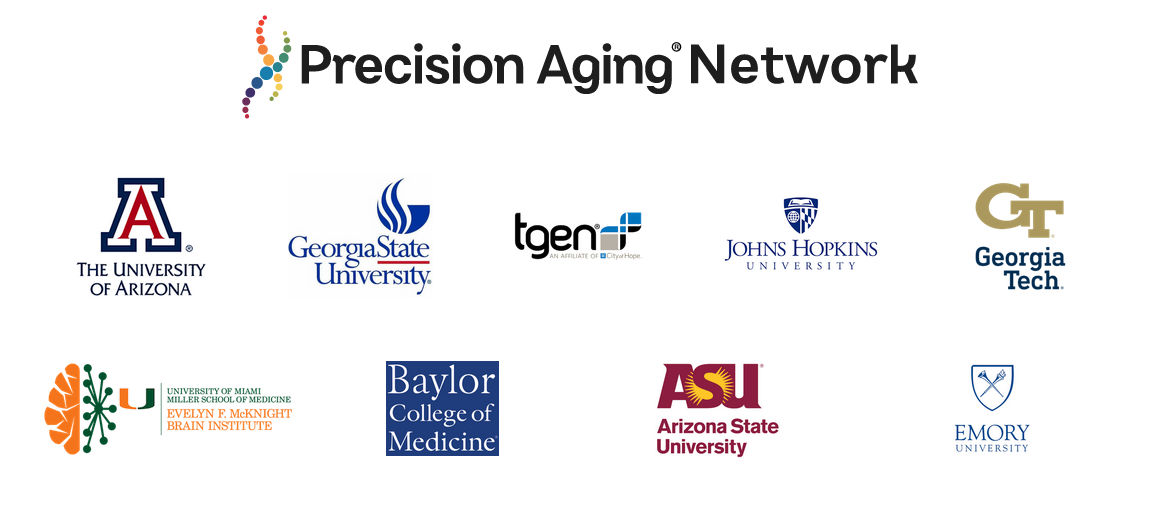 Precision Aging® Network
A
®
THE UNIVERSITY
OF ARIZONA
GeorgiaState
University®
tgen®
AN AFFILIATE OF City of Hope.
JOHNS HOPKINS
UNIVERSITY
GT
Georgia
Tech
U
UNIVERSITY OF MIAMI
MILLER SCHOOL OF MEDICINE
EVELYN F. McKNIGHT
BRAIN INSTITUTE
Baylor
College of
Medicine
ASU®
Arizona State
University
EMORY
UNIVERSITY